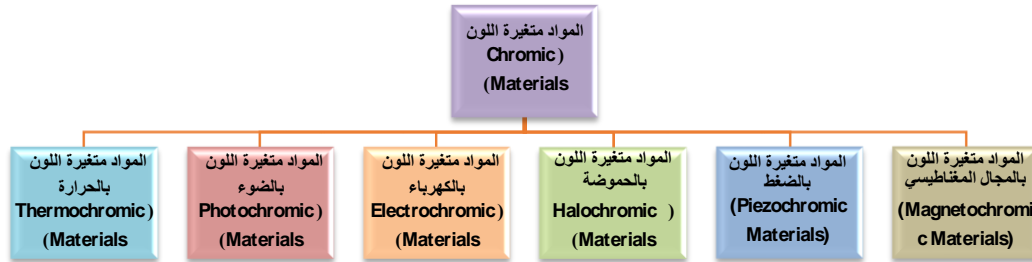 المواد متغيرة اللون
Chromic)
(Materials
المواد متغيرة اللون
بالحرارة
Thermochromic)
(Materials
المواد متغيرة اللون
بالضوء
Photochromic)
(Materials
المواد متغيرة اللون
بالكهرباء
Electrochromic)
(Materials
المواد متغيرة اللون
بالحموضة
Halochromic )
(Materials
المواد متغيرة اللون
بالضغط
(Piezochromic
Materials)
المواد متغيرة اللون
بالمجال المغناطيسي
(Magnetochromi
c Materials)